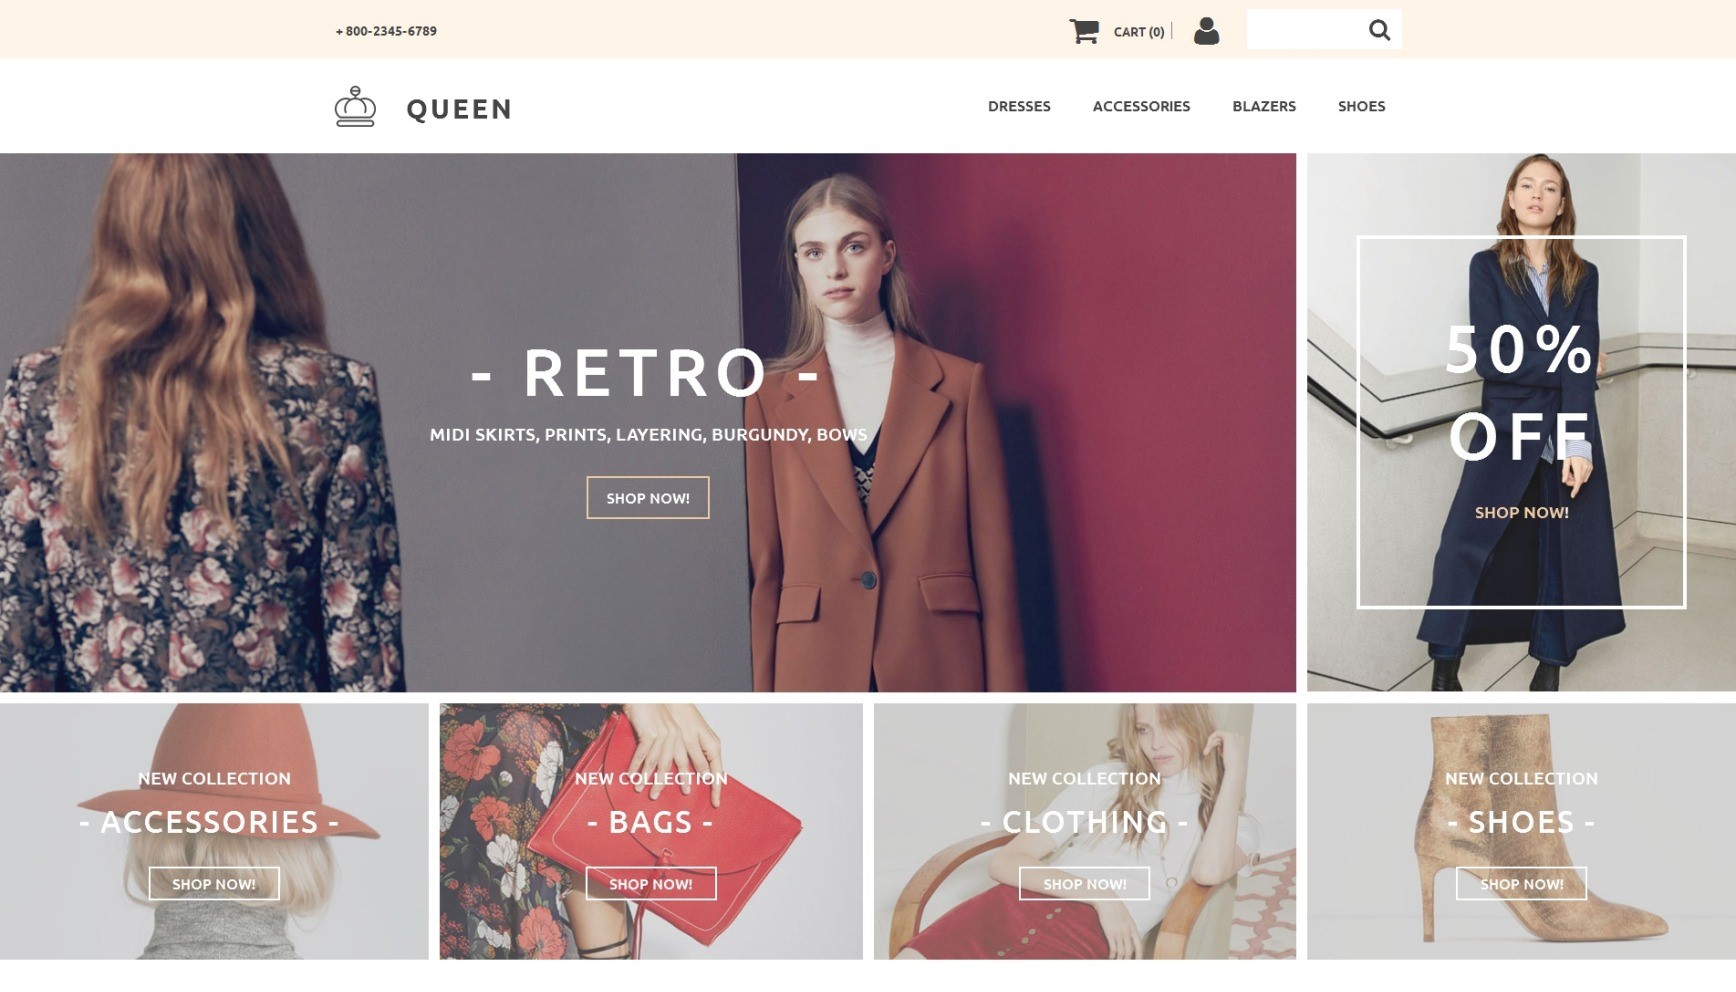 + 800-2345-6789
CART (0)
QUEEN
DRESSES ACCESSORIES BLAZERS SHOES
- RETRO -
MIDI SKIRTS, PRINTS, LAYERING, BURGUNDY, BOWS
SHOP NOW!
50%
OFF
SHOP NOW!
NEW COLLECTION
- ACCESSORIES -
SHOP NOW!
NEW COLLECTION
- BAGS -
SHOP NOW!
NEW COLLECTION
- CLOTHING -
SHOP NOW!
NEW COLLECTION
- SHOES -
SHOP NOW!